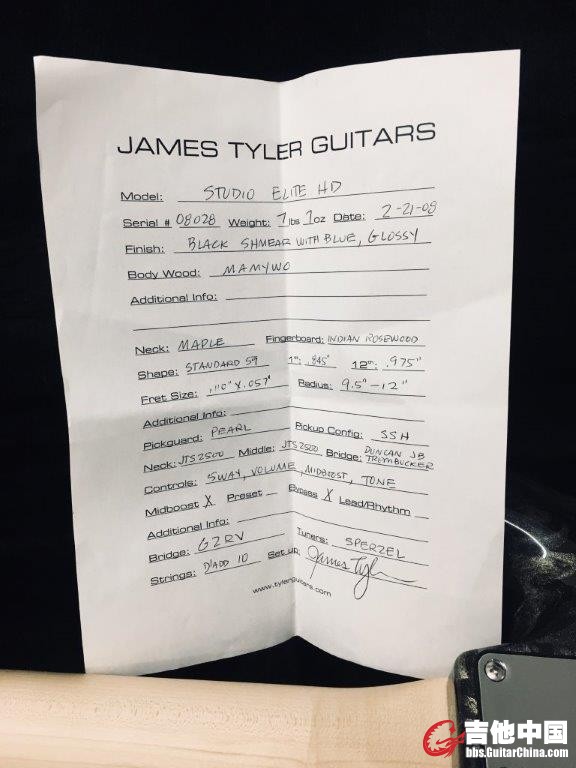 JAMES TYLER GUITARS
Model: STUDIO ELITE HD
Serial # 08028 Weight: 7 lbs 1 oz Date: 2-21-08
Finish: BLACK SHMEAR WITH BLUE, GLOSSY
Body Wood: MAMYWO
Additional Info:
Neck: MAPLE Fingerboard: INDIAN ROSEWOOD
Shape: STANDARD 59 1st: .845" 12th: .975"
Fret Size: .110" X .057" Radius: 9.5"-12"
Additional Info:
Pickguard: PEARL Pickup Config: SSH
Neck: JTS2500 Middle: JTS2500 Bridge: DUNCAN JB TREMBUCKER
Controls: 5WAY, VOLUME, MIDBOOST, TONE
Midboost X Preset Bypass X Lead/Rhythm
Additional Info:
Bridge: GZRV Tuners: SPERZEL
Strings: D'ADD 10 Set up: James Tyler
www.tylerguitars.com
吉他中国
bbs.GuitarChina.com